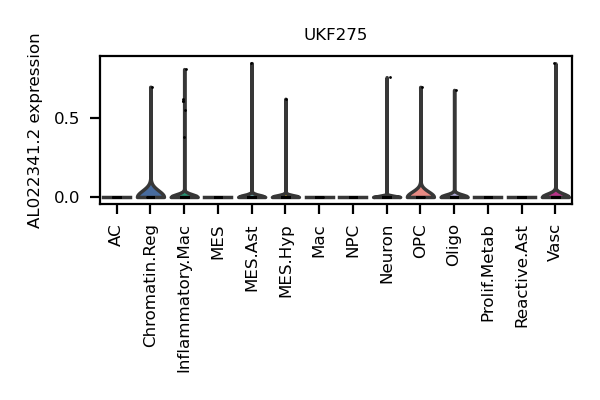 UKF275
AL022341.2 expression
0.5
0.0
AC
Chromatin.Reg
Inflammatory.Mac
MES
MES.Ast
MES.Hyp
Mac
NPC
Neuron
OPC
Oligo
Prolif.Metab
Reactive.Ast
Vasc